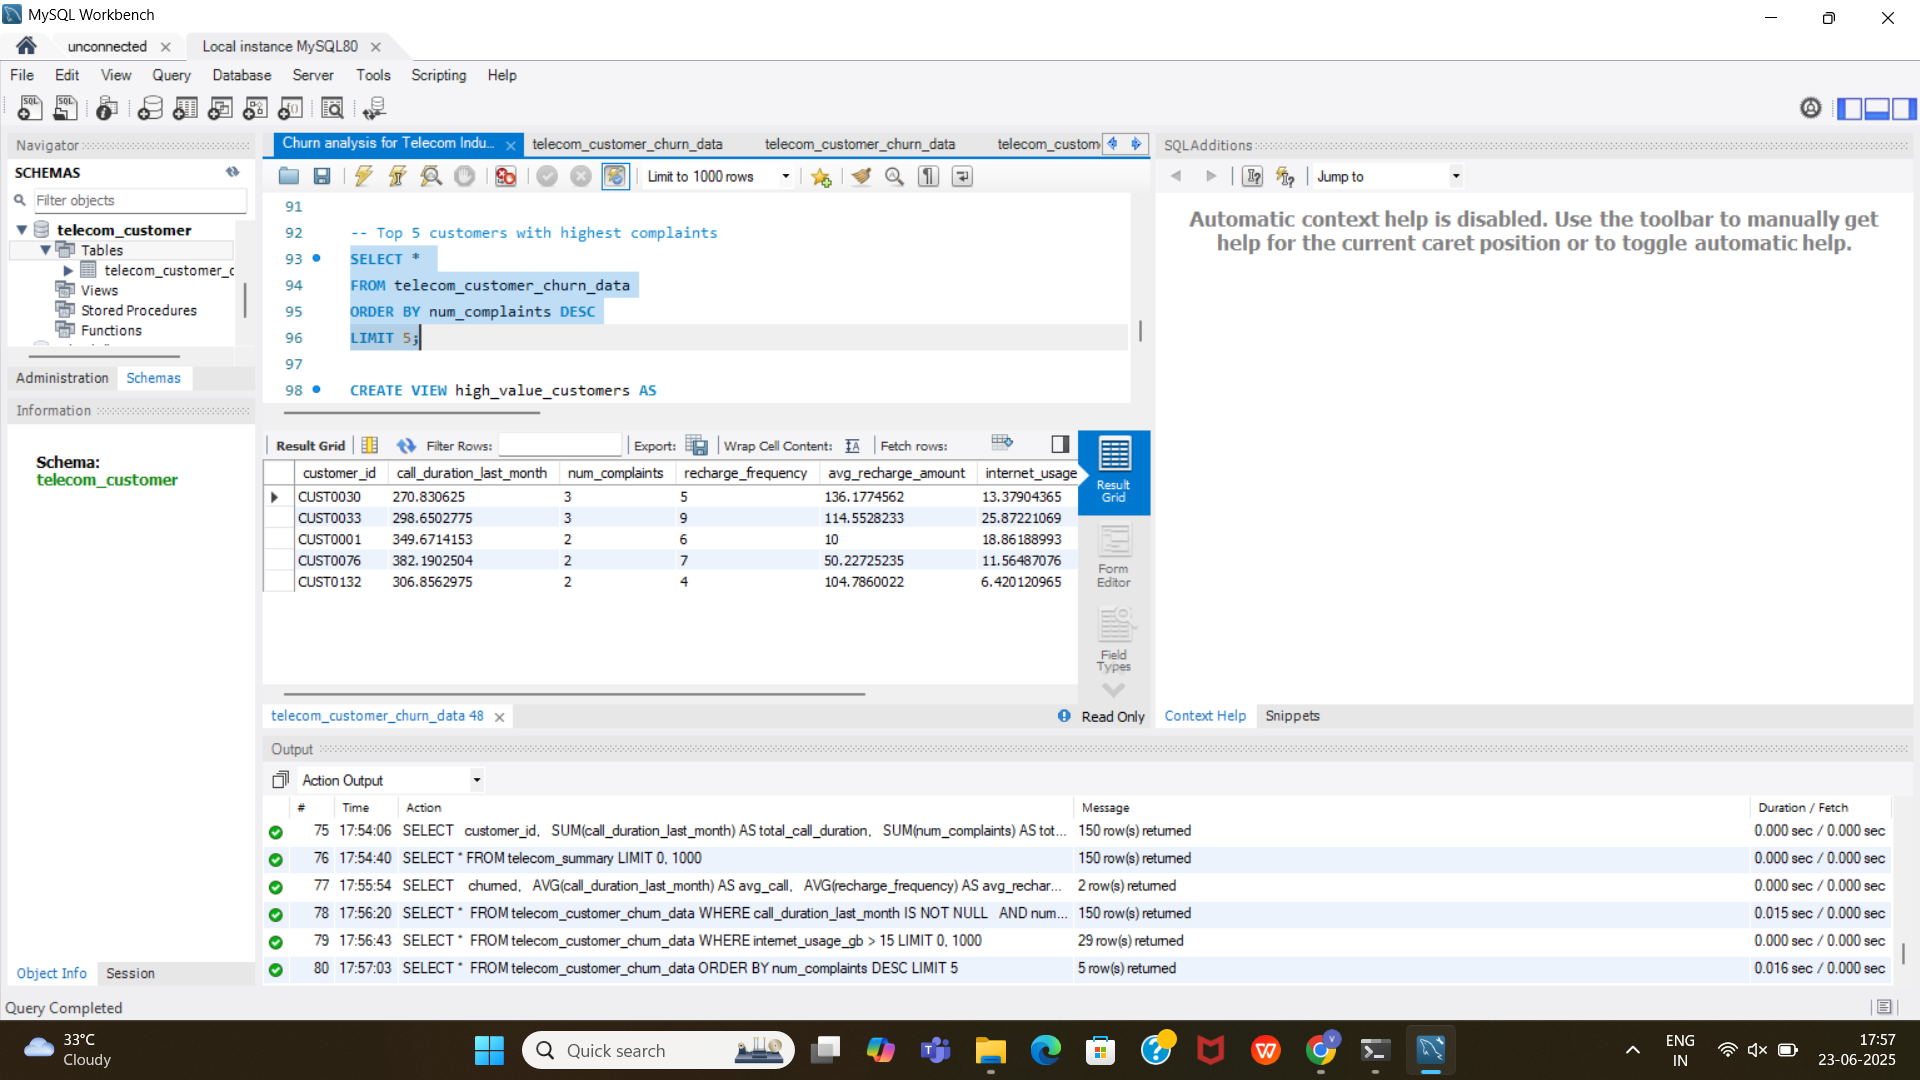 MySQL Workbench
unconnected
Local instance MySQL80
File Edit View Query Database Server Tools Scripting Help
Navigator
SCHEMAS
Filter objects
telecom_customer
Tables
telecom_customer_c
Views
Stored Procedures
Functions
Administration Schemas
Information
Schema:
telecom_customer
Object Info Session
Churn analysis for Telecom Indu...
telecom_customer_churn_data
telecom_customer_churn_data
telecom_custom
Limit to 1000 rows
91
92 -- Top 5 customers with highest complaints
93 SELECT *
94 FROM telecom_customer_churn_data
95 ORDER BY num_complaints DESC
96 LIMIT 5;
97
98 CREATE VIEW high_value_customers AS
Result Grid Filter Rows: Export: Wrap Cell Content: Fetch rows:
customer_id call_duration_last_month num_complaints recharge_frequency avg_recharge_amount internet_usage
CUST0030 270.830625 3 5 136.1774562 13.37904365
CUST0033 298.6502775 3 9 114.5528233 25.87221069
CUST0001 349.6714153 2 6 10 18.86188993
CUST0076 382.1902504 2 7 50.22725235 11.56487076
CUST0132 306.8562975 2 4 104.7860022 6.420120965
Result
Grid
Form
Editor
Field
Types
telecom_customer_churn_data 48
Read Only
SQLAdditions
Jump to
Automatic context help is disabled. Use the toolbar to manually get
help for the current caret position or to toggle automatic help.
Context Help Snippets
Output
Action Output
# Time Action Message Duration / Fetch
75 17:54:06 SELECT customer_id, SUM(call_duration_last_month) AS total_call_duration, SUM(num_complaints) AS tot... 150 row(s) returned 0.000 sec / 0.000 sec
76 17:54:40 SELECT * FROM telecom_summary LIMIT 0, 1000 150 row(s) returned 0.000 sec / 0.000 sec
77 17:55:54 SELECT churned, AVG(call_duration_last_month) AS avg_call, AVG(recharge_frequency) AS avg_rechar... 2 row(s) returned 0.000 sec / 0.000 sec
78 17:56:20 SELECT * FROM telecom_customer_churn_data WHERE call_duration_last_month IS NOT NULL AND num... 150 row(s) returned 0.015 sec / 0.000 sec
79 17:56:43 SELECT * FROM telecom_customer_churn_data WHERE internet_usage_gb > 15 LIMIT 0, 1000 29 row(s) returned 0.000 sec / 0.000 sec
80 17:57:03 SELECT * FROM telecom_customer_churn_data ORDER BY num_complaints DESC LIMIT 5 5 row(s) returned 0.016 sec / 0.000 sec
Query Completed
33°C
Cloudy
Quick search
ENG
IN
17:57
23-06-2025